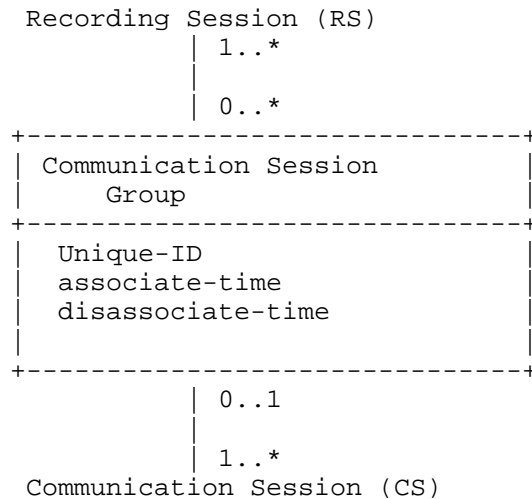 Recording Session (RS)
| 1..*
|
| 0..*
+-------------------------------+
| Communication Session |
| Group |
+-------------------------------+
| Unique-ID |
| associate-time |
| disassociate-time |
| |
+-------------------------------+
| 0..1
|
| 1..*
Communication Session (CS)